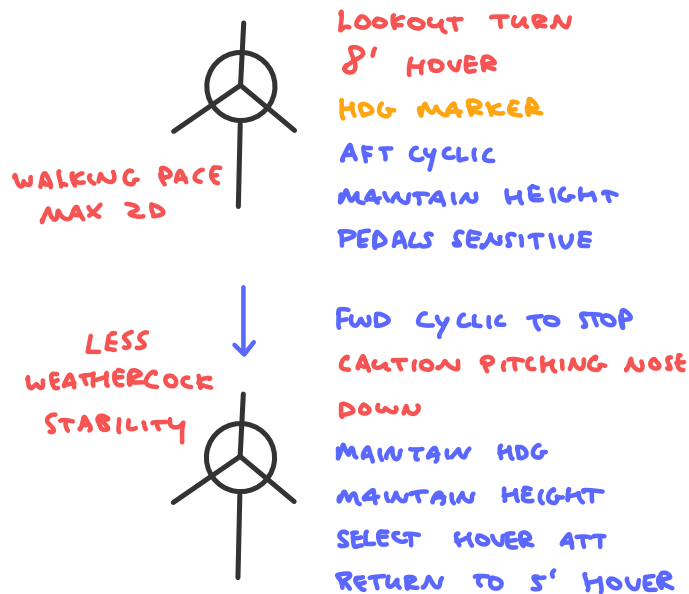 LOOKOUT TURN
8' HOVER
HDG MARKER
AFT CYCLIC
MAINTAIN HEIGHT
PEDALS SENSITIVE
WALKING PACE
MAX 2D
FWD CYCLIC TO STOP
CAUTION PITCHING NOSE
DOWN
MAINTAIN HDG
MAINTAIN HEIGHT
SELECT HOVER ATT
RETURN TO 5' HOVER
LESS
WEATHERCOCK
STABILITY